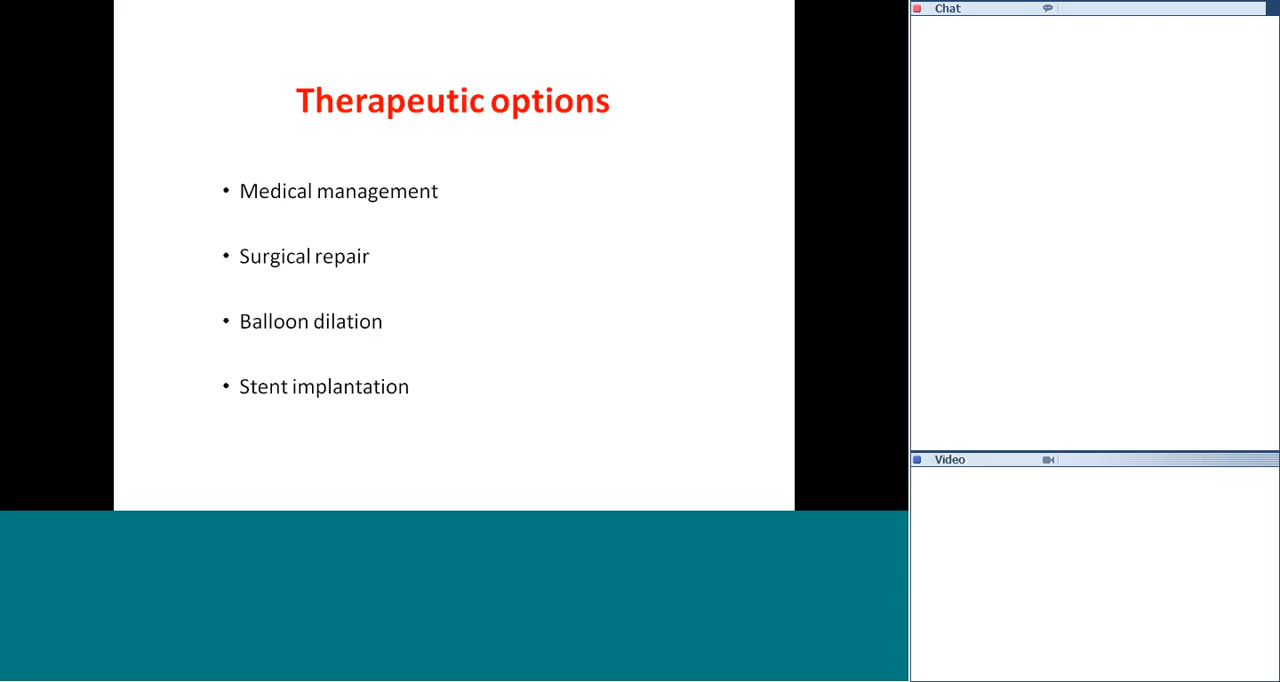 Therapeutic options
• Medical management
• Surgical repair
• Balloon dilation
• Stent implantation
Chat
Video